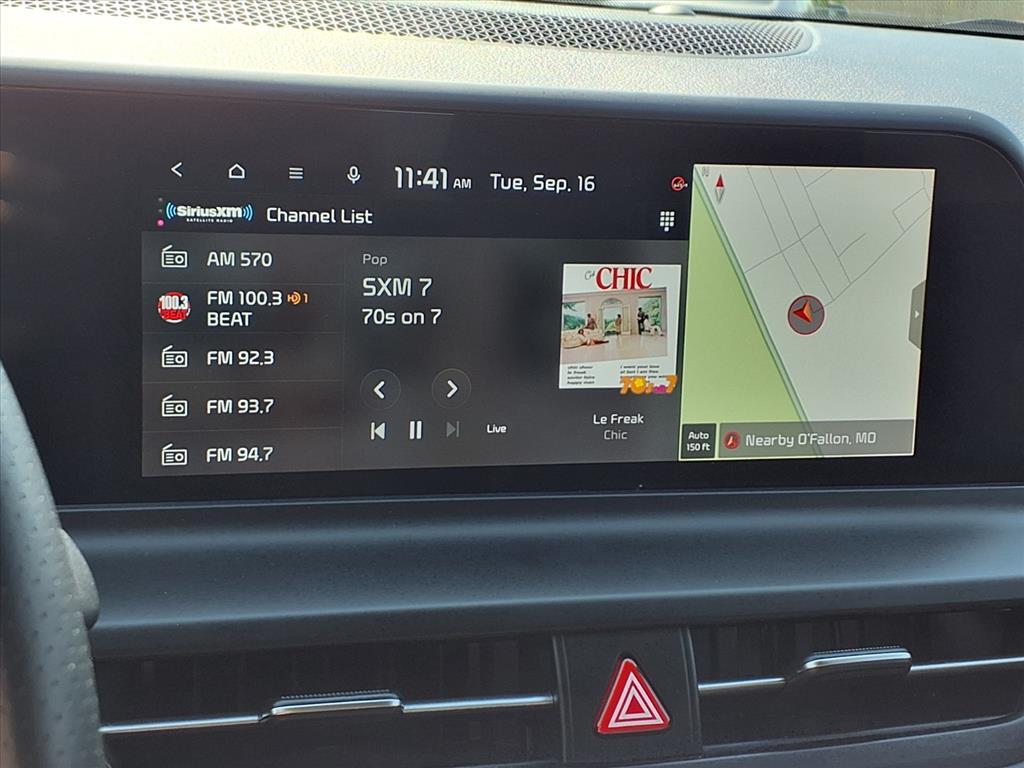 11:41 AM Tue, Sep. 16
SiriusXM
SATELLITE RADIO
Channel List
N
AM 570
100.3
BEAT
FM 100.3 HD 1
BEAT
FM 92.3
FM 93.7
FM 94.7
Pop
SXM 7
70s on 7
Live
CHIC
70s on 7
Le Freak
Chic
Auto
150 ft
Nearby O'Fallon, MO